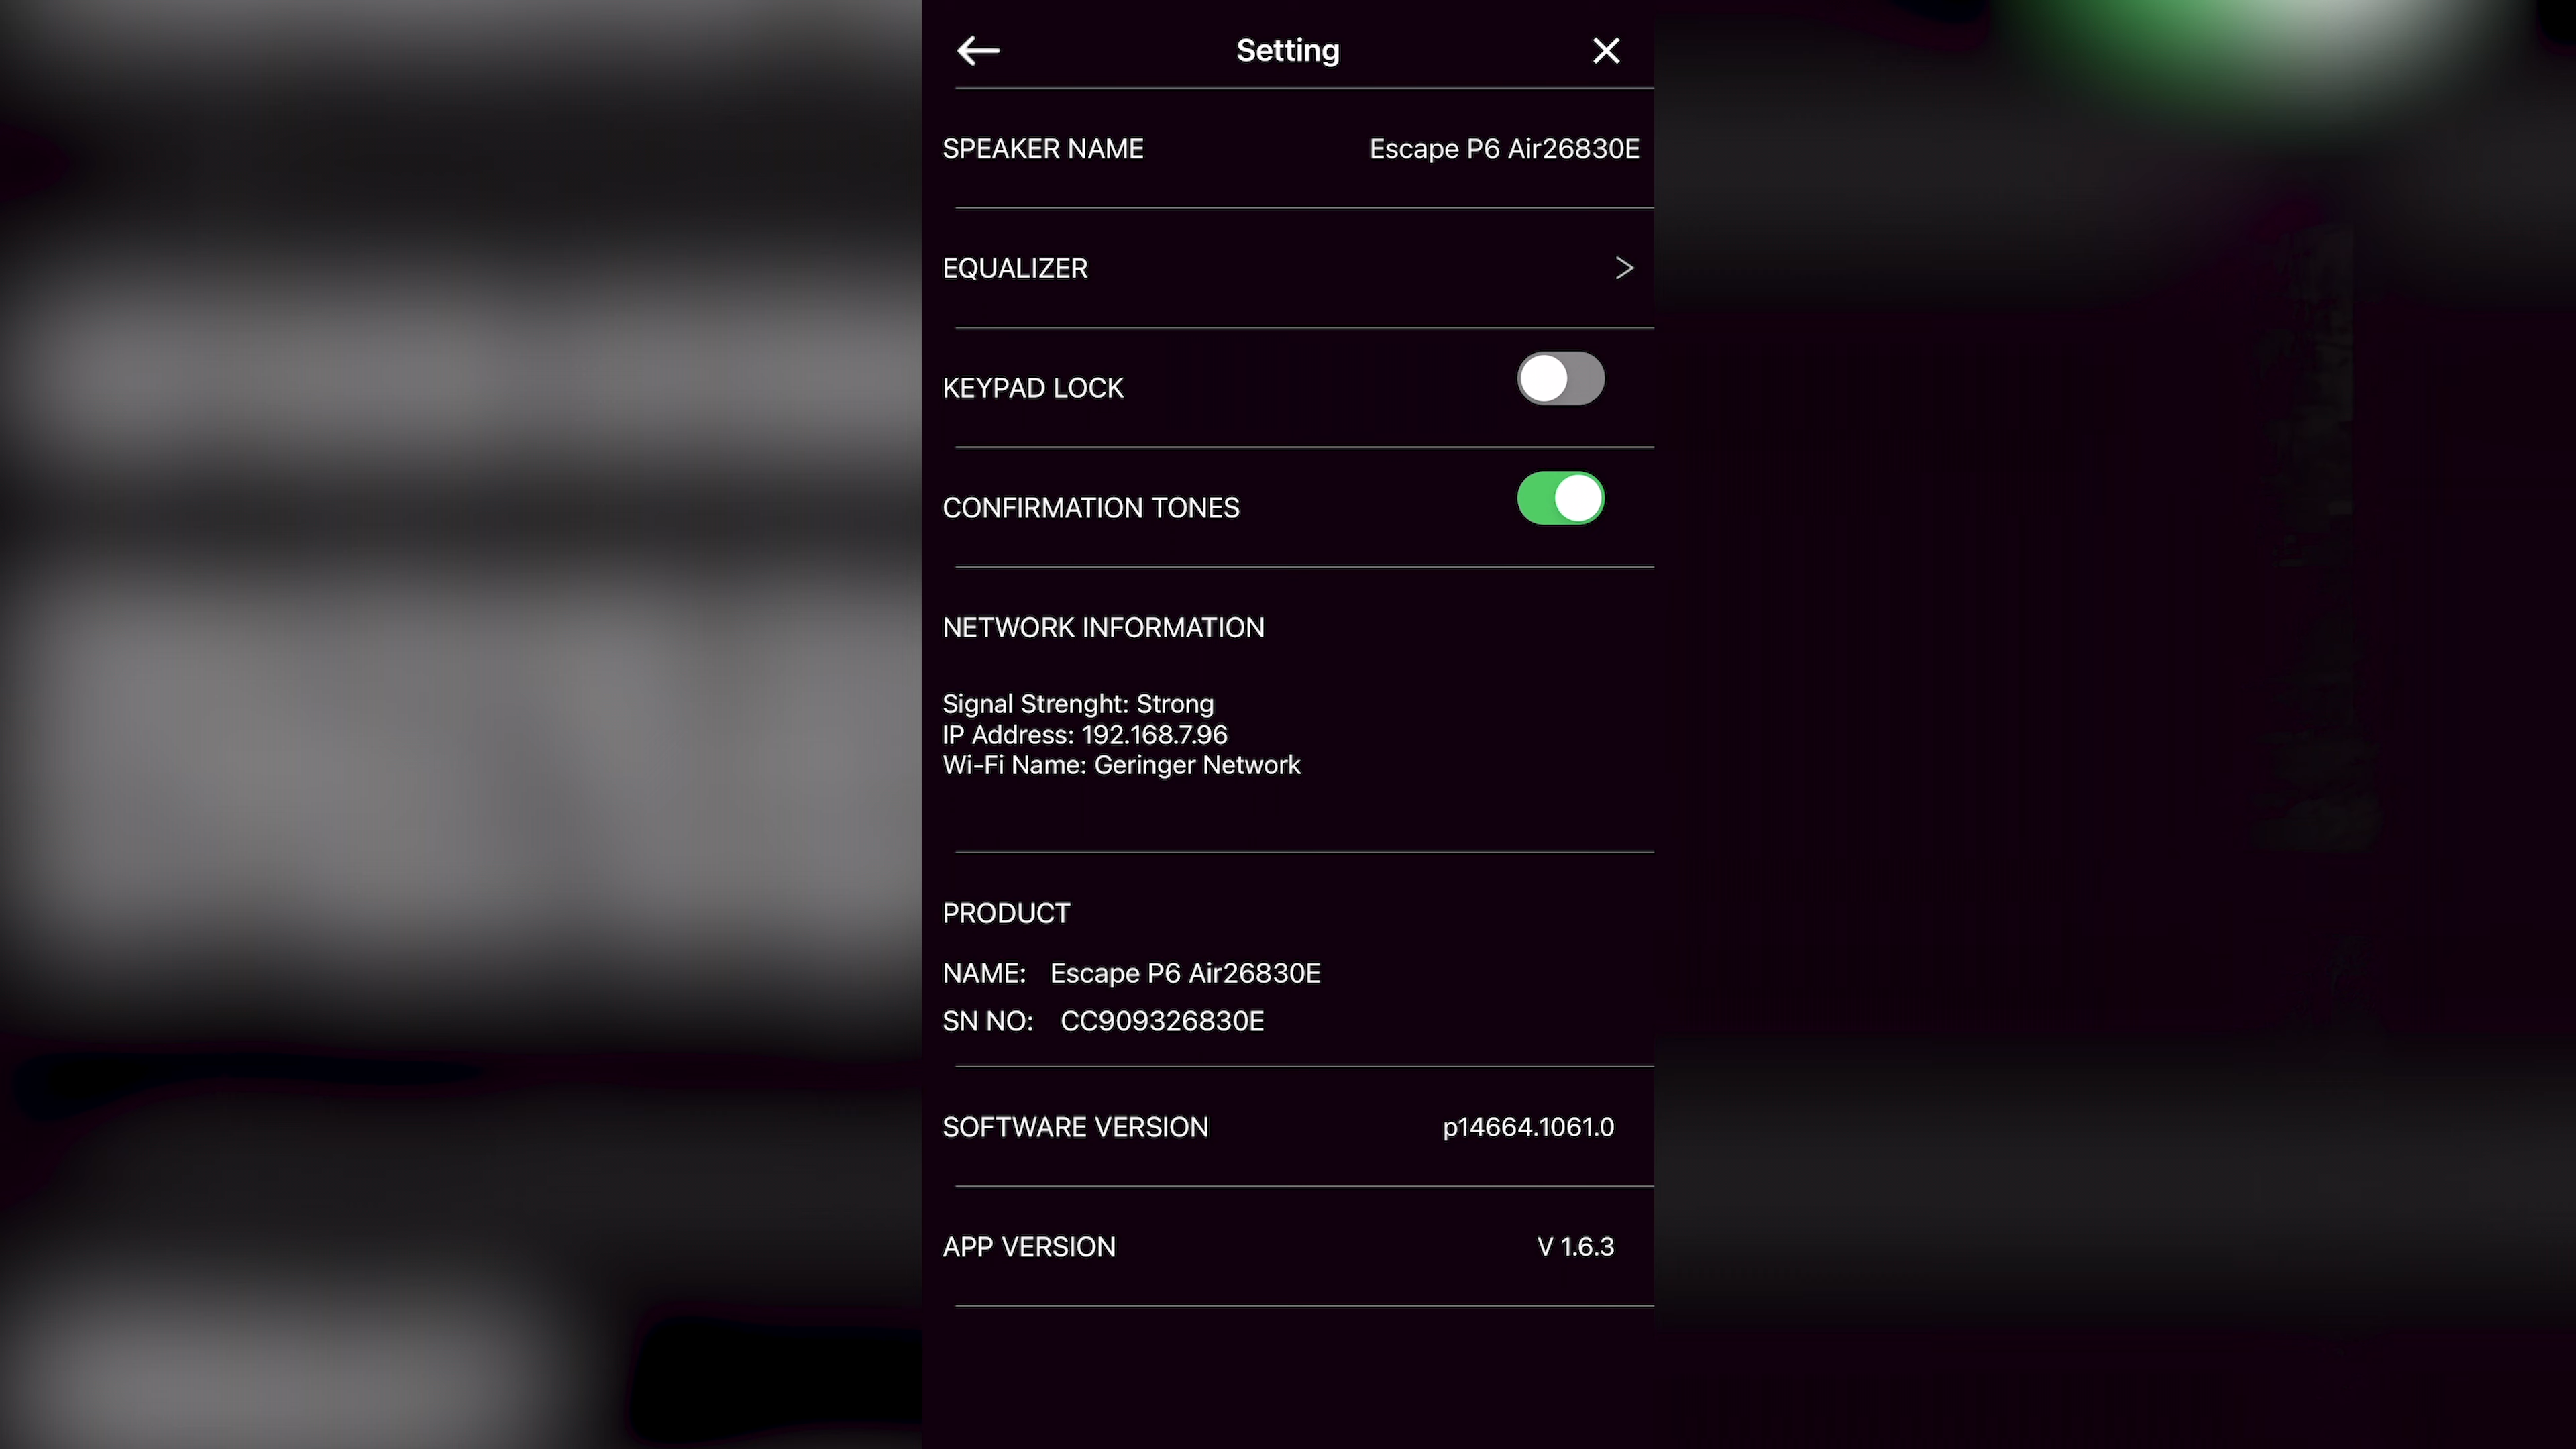 Setting
SPEAKER NAME Escape P6 Air26830E
EQUALIZER
KEYPAD LOCK
CONFIRMATION TONES
NETWORK INFORMATION
Signal Strenght: Strong
IP Address: 192.168.7.96
Wi-Fi Name: Geringer Network
PRODUCT
NAME: Escape P6 Air26830E
SN NO: CC909326830E
SOFTWARE VERSION p14664.1061.0
APP VERSION V 1.6.3